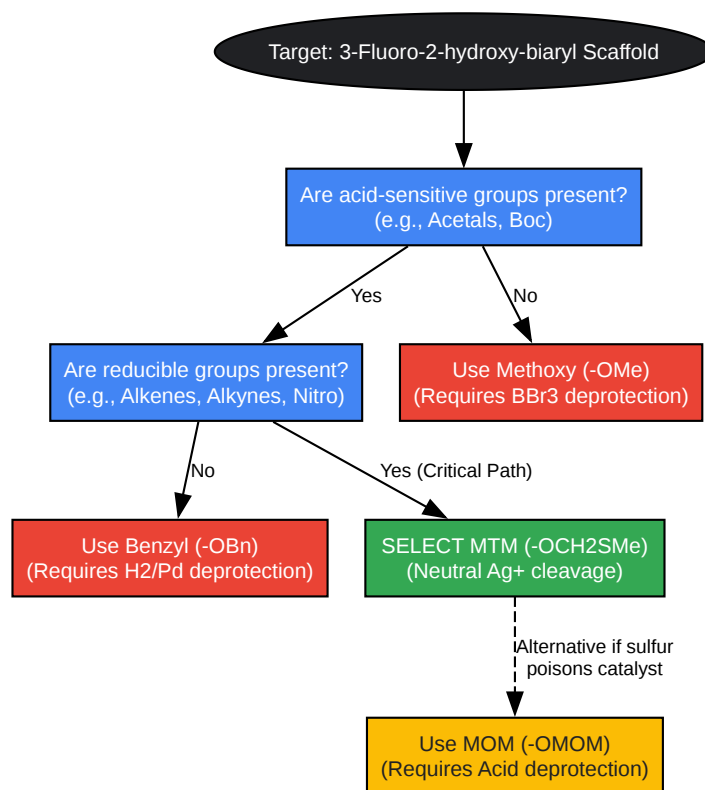 Target: 3-Fluoro-2-hydroxy-biaryl Scaffold
Are acid-sensitive groups present?
(e.g., Acetals, Boc)
Yes
No
Are reducible groups present?
(e.g., Alkenes, Alkynes, Nitro)
Use Methoxy (-OMe)
(Requires BBr3 deprotection)
No
Yes (Critical Path)
Use Benzyl (-OBn)
(Requires H2/Pd deprotection)
SELECT MTM (-OCH2SMe)
(Neutral Ag+ cleavage)
Alternative if sulfur
poisons catalyst
Use MOM (-OMOM)
(Requires Acid deprotection)